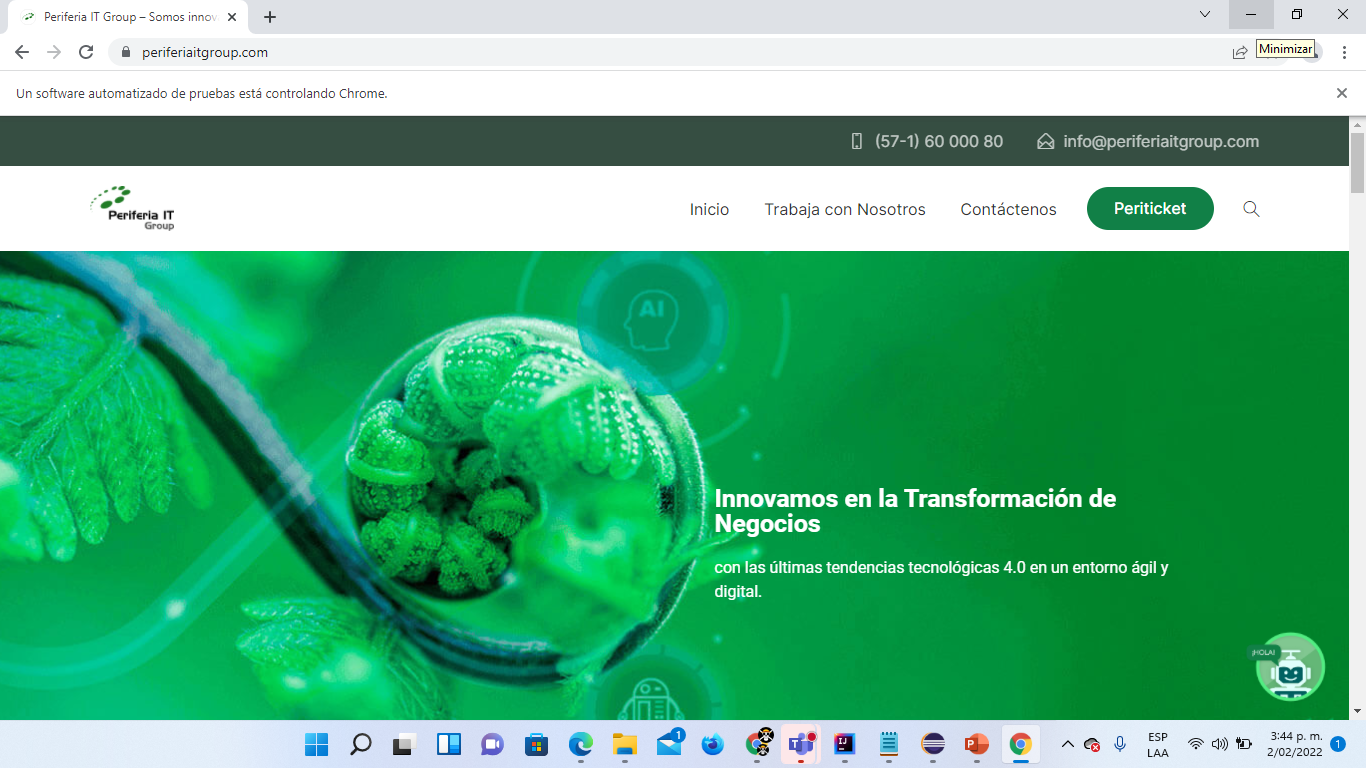 Periferia IT Group – Somos innov
periferiaitgroup.com
Minimizar
Un software automatizado de pruebas está controlando Chrome.
(57-1) 60 000 80
info@periferiaitgroup.com
Periferia IT
Group
Inicio
Trabaja con Nosotros
Contáctenos
Periticket
AI
Innovamos en la Transformación de
Negocios
con las últimas tendencias tecnológicas 4.0 en un entorno ágil y
digital.
¡HOLA!
1
IJ
T
P
ESP
LAA
3:44 p. m.
2/02/2022
1